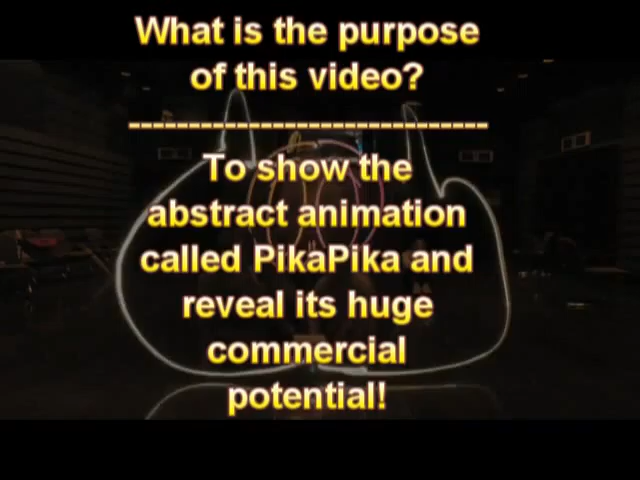 What is the purpose
of this video?
------------------------------
To show the
abstract animation
called PikaPika and
reveal its huge
commercial
potential!